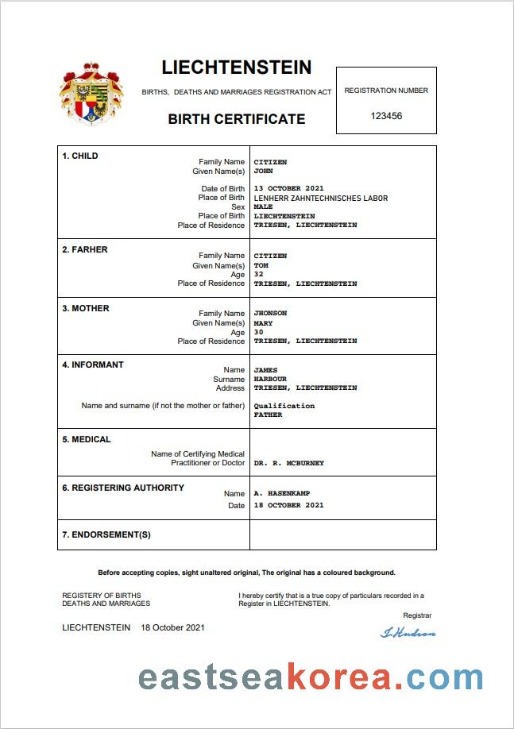 LIECHTENSTEIN
BIRTHS, DEATHS AND MARRIAGES REGISTRATION ACT
BIRTH CERTIFICATE
REGISTRATION NUMBER
123456
1. CHILD
Family Name CITIZEN
Given Name(s) JOHN
Date of Birth 13 OCTOBER 2021
Place of Birth LENHERR ZAHNTECHNISCHES LABOR
Sex MALE
Place of Birth LIECHTENSTEIN
Place of Residence TRIESEN, LIECHTENSTEIN
2. FARHER
Family Name CITIZEN
Given Name(s) TOM
Age 32
Place of Residence TRIESEN, LIECHTENSTEIN
3. MOTHER
Family Name JHONSON
Given Name(s) MARY
Age 30
Place of Residence TRIESEN, LIECHTENSTEIN
4. INFORMANT
Name JAMES
Surname HARBOUR
Address TRIESEN, LIECHTENSTEIN
Name and surname (if not the mother or father) Qualification
FATHER
5. MEDICAL
Name of Certifying Medical
Practitioner or Doctor DR. R. MCBURNEY
6. REGISTERING AUTHORITY
Name A. HASENKAMP
Date 18 OCTOBER 2021
7. ENDORSEMENT(S)
Before accepting copies, sight unaltered original, The original has a coloured background.
REGISTERY OF BIRTHS
DEATHS AND MARRIAGES
I hereby certify that is a true copy of particulars recorded in a
Register in LIECHTENSTEIN.
Registrar
LIECHTENSTEIN 18 October 2021
J. Hudson
eastseakorea.com